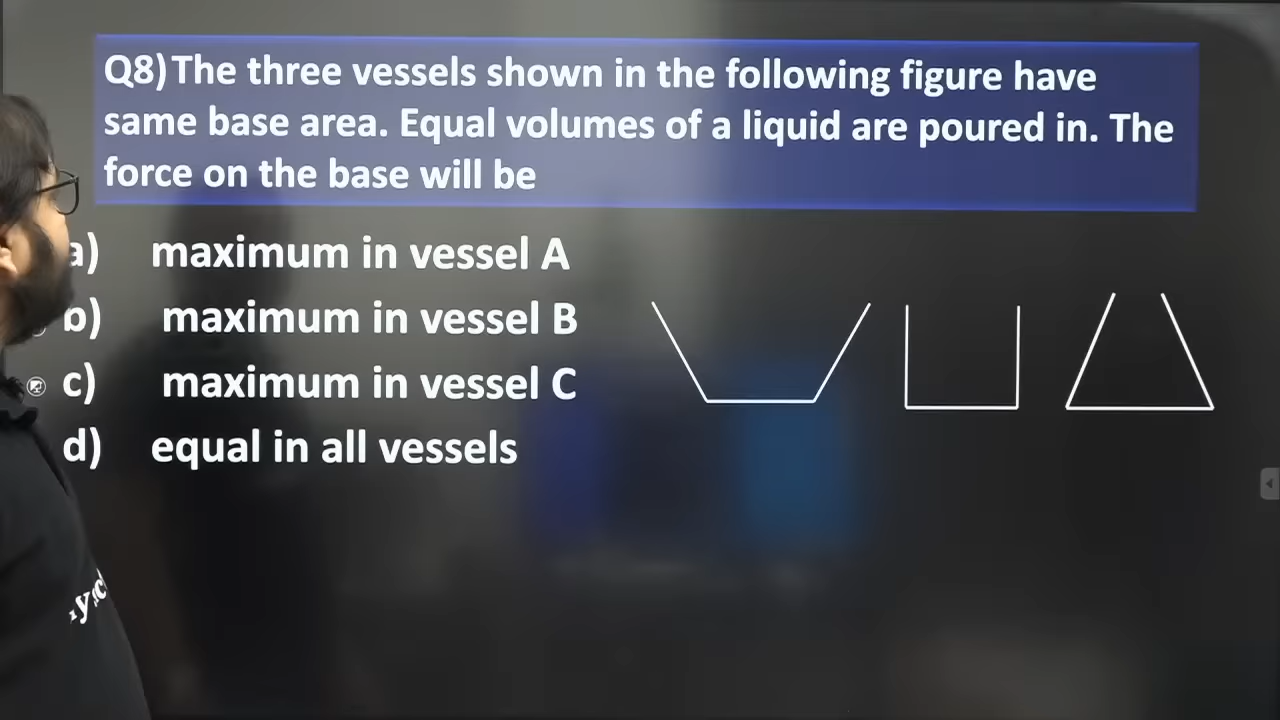 Q8) The three vessels shown in the following figure have
same base area. Equal volumes of a liquid are poured in. The
force on the base will be
a) maximum in vessel A
b) maximum in vessel B
c) maximum in vessel C
d) equal in all vessels